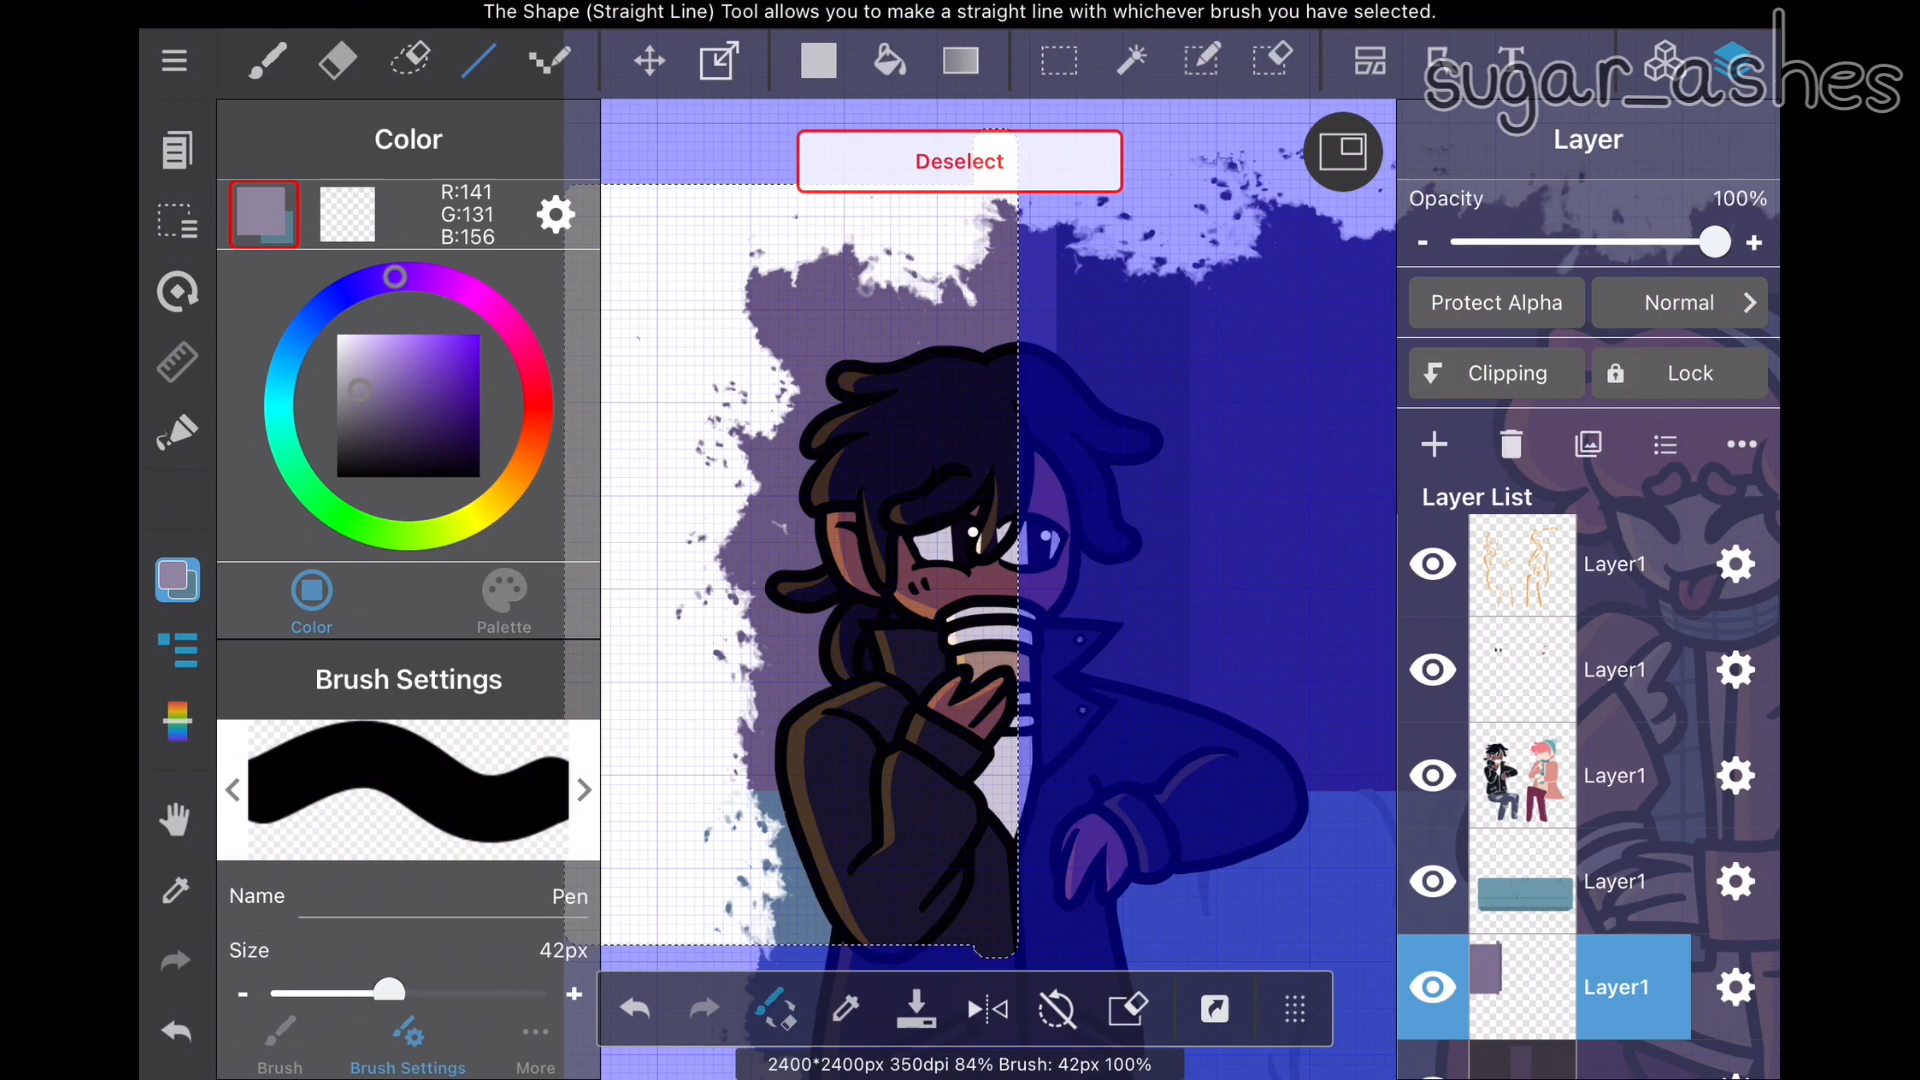 The Shape (Straight Line) Tool allows you to make a straight line with whichever brush you have selected.
sugar_ashes
Color
Deselect
Layer
R:141
G:131
B:156
Opacity 100%
- +
Protect Alpha Normal
Clipping Lock
Layer List
Layer1
Color Palette
Layer1
Brush Settings
Layer1
Layer1
Name Pen
Size 42px
- +
Layer1
Brush Brush Settings More
2400*2400px 350dpi 84% Brush: 42px 100%